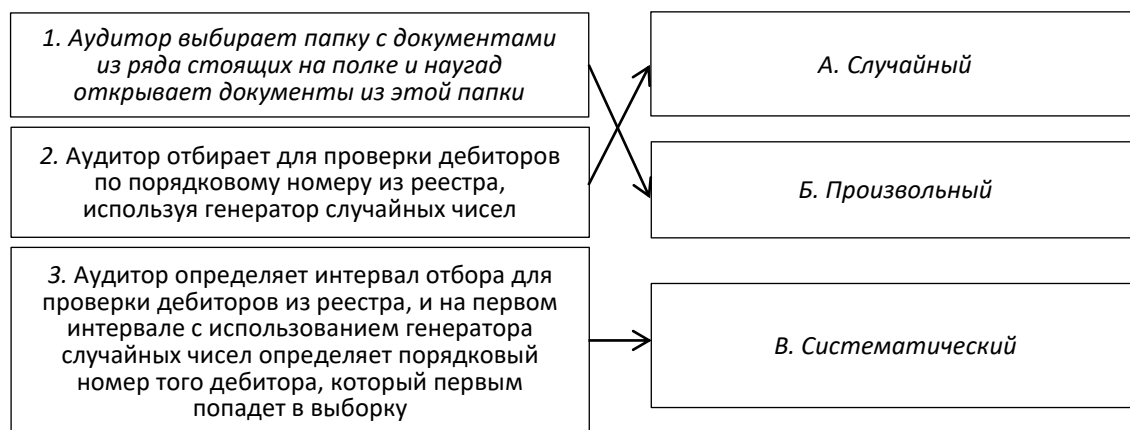 1. Аудитор выбирает папку с документами
из ряда стоящих на полке и наугад
открывает документы из этой папки
А. Случайный
2. Аудитор отбирает для проверки дебиторов
по порядковому номеру из реестра,
используя генератор случайных чисел
Б. Произвольный
3. Аудитор определяет интервал отбора для
проверки дебиторов из реестра, и на первом
интервале с использованием генератора
случайных чисел определяет порядковый
номер того дебитора, который первым
попадет в выборку
В. Систематический